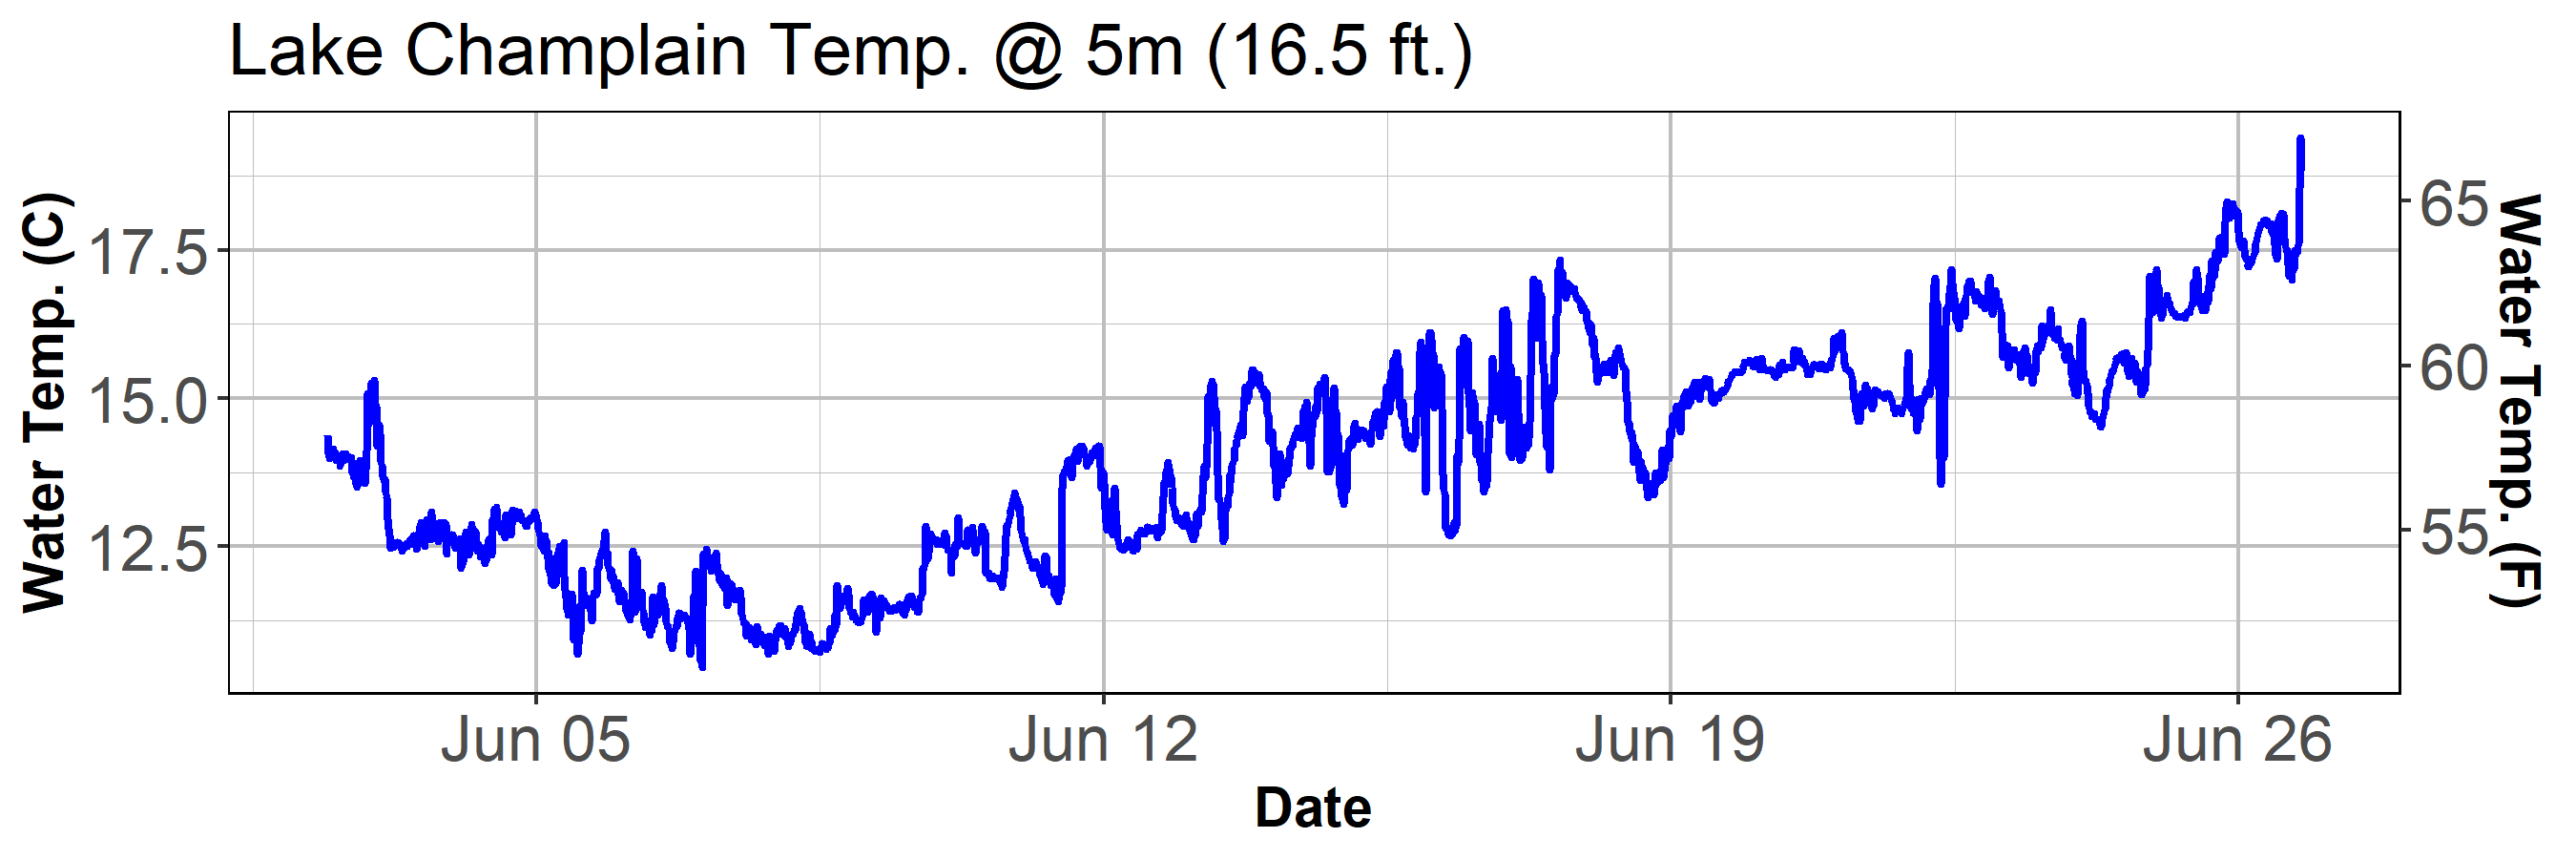 Lake Champlain Temp. @ 5m (16.5 ft.)
Water Temp. (C)
17.5
15.0
12.5
65
60
55
Water Temp. (F)
Jun 05
Jun 12
Jun 19
Jun 26
Date